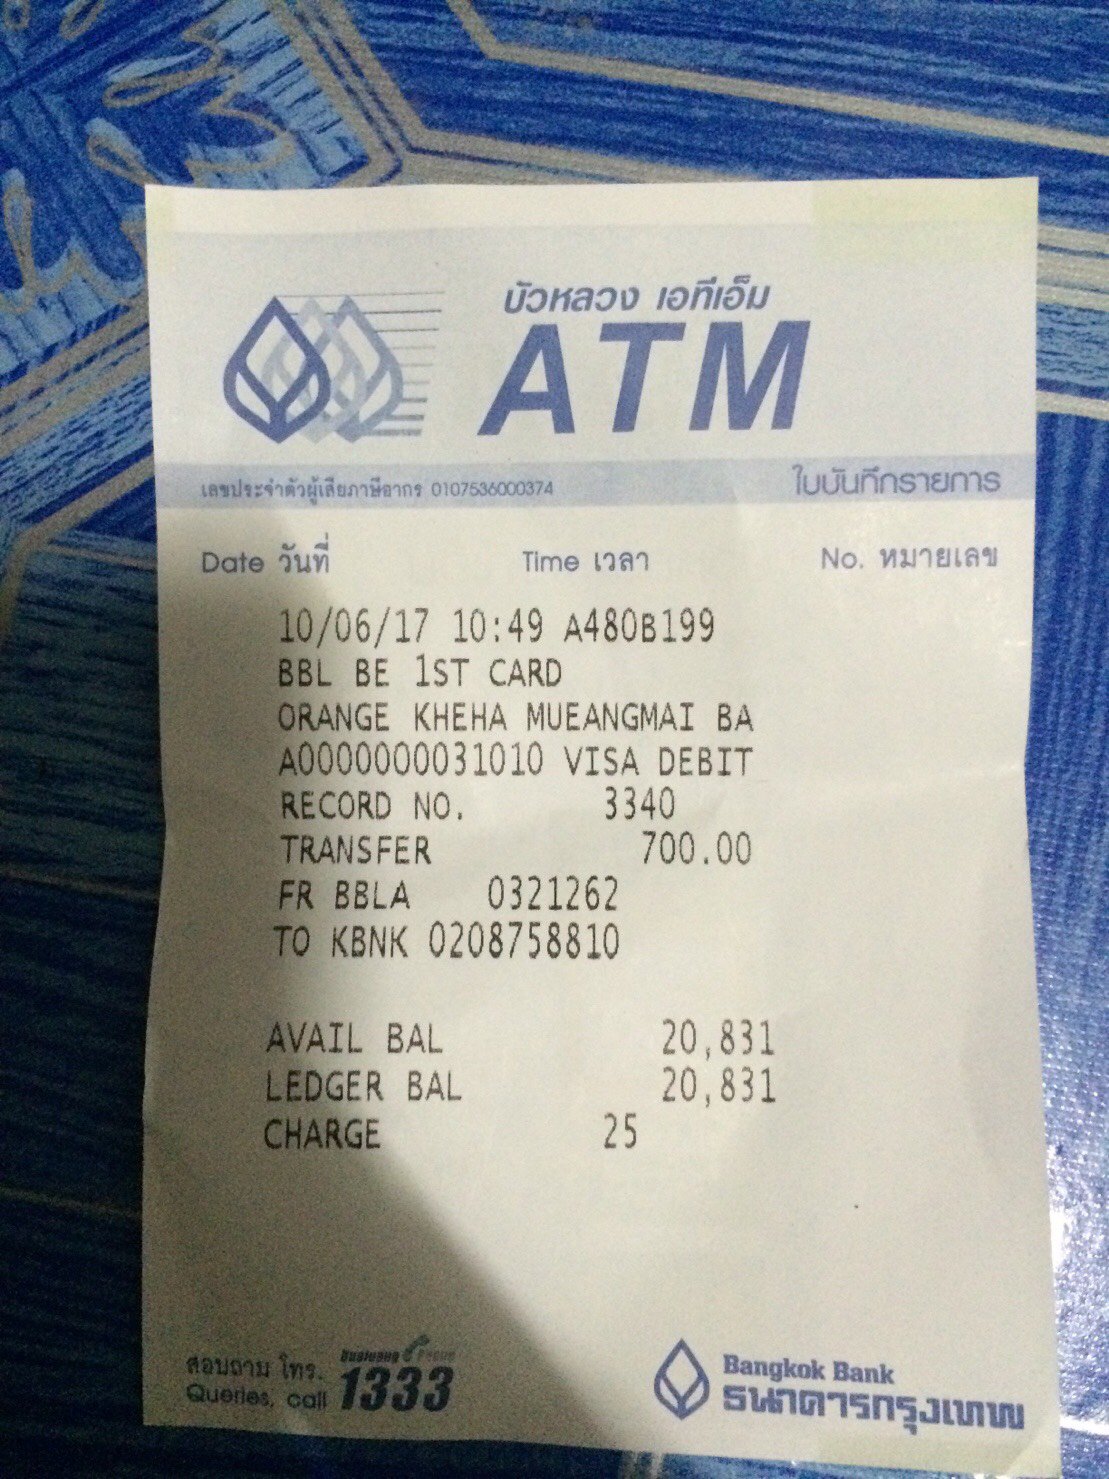 บัวหลวง เอทีเอ็ม
ATM
เลขประจำตัวผู้เสียภาษีอากร 0107536000374 ใบบันทึกรายการ
Date วันที่ Time เวลา No. หมายเลข
10/06/17 10:49 A480B199
BBL BE 1ST CARD
ORANGE KHEHA MUEANGMAI BA
A0000000031010 VISA DEBIT
RECORD NO. 3340
TRANSFER 700.00
FR BBLA 0321262
TO KBNK 0208758810
AVAIL BAL 20,831
LEDGER BAL 20,831
CHARGE 25
สอบถาม โทร.
Queries, call 1333
Bangkok Bank
ธนาคารกรุงเทพ